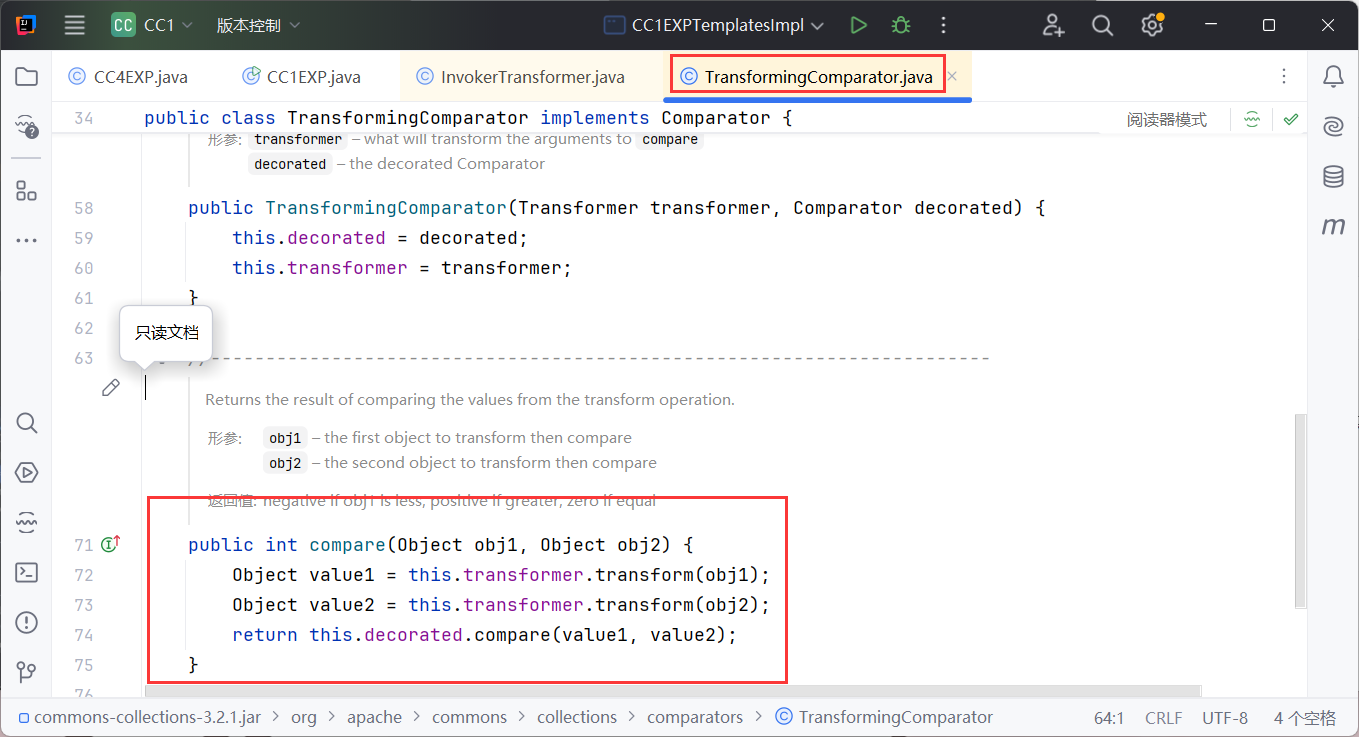 CC CC1 版本控制 CC1EXPTemplatesImpl
CC4EXP.java CC1EXP.java InvokerTransformer.java TransformingComparator.java
34 public class TransformingComparator implements Comparator { 阅读器模式
形参: transformer – what will transform the arguments to compare
decorated – the decorated Comparator
58 public TransformingComparator(Transformer transformer, Comparator decorated) {
59 this.decorated = decorated;
60 this.transformer = transformer;
61 }
62
只读文档
63 //-----------------------------------------------------------------------
Returns the result of comparing the values from the transform operation.
形参: obj1 – the first object to transform then compare
obj2 – the second object to transform then compare
返回值: negative if obj1 is less, positive if greater, zero if equal
71 public int compare(Object obj1, Object obj2) {
72 Object value1 = this.transformer.transform(obj1);
73 Object value2 = this.transformer.transform(obj2);
74 return this.decorated.compare(value1, value2);
75 }
76
commons-collections-3.2.1.jar > org > apache > commons > collections > comparators > TransformingComparator 64:1 CRLF UTF-8 4 个空格